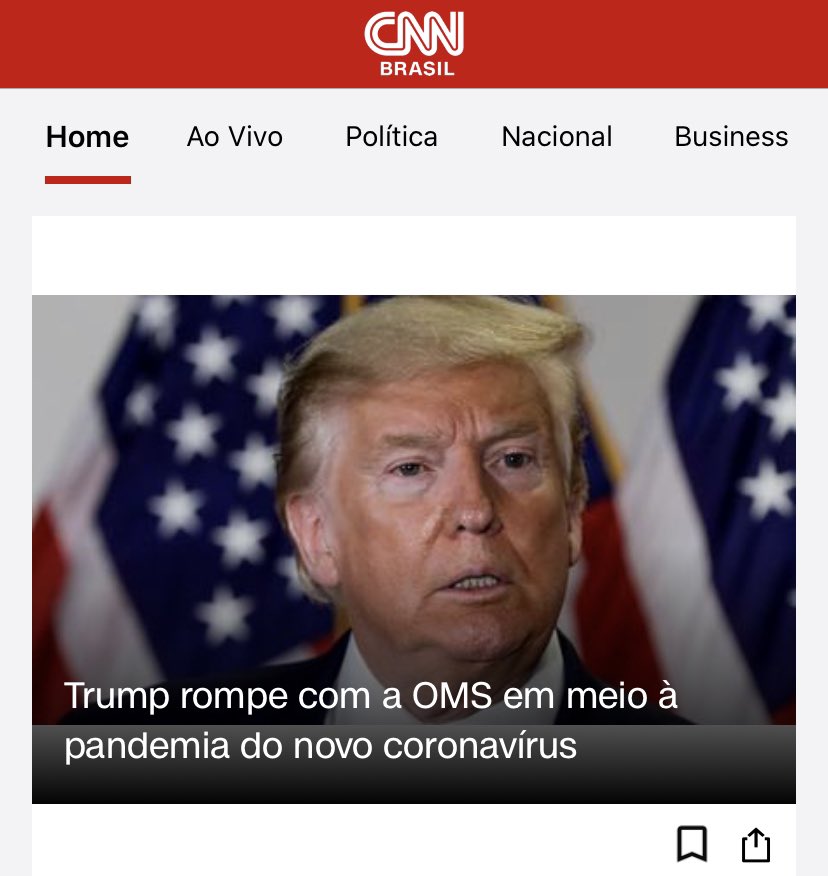 CNN
BRASIL
Home Ao Vivo Política Nacional Business
Trump rompe com a OMS em meio à
pandemia do novo coronavírus